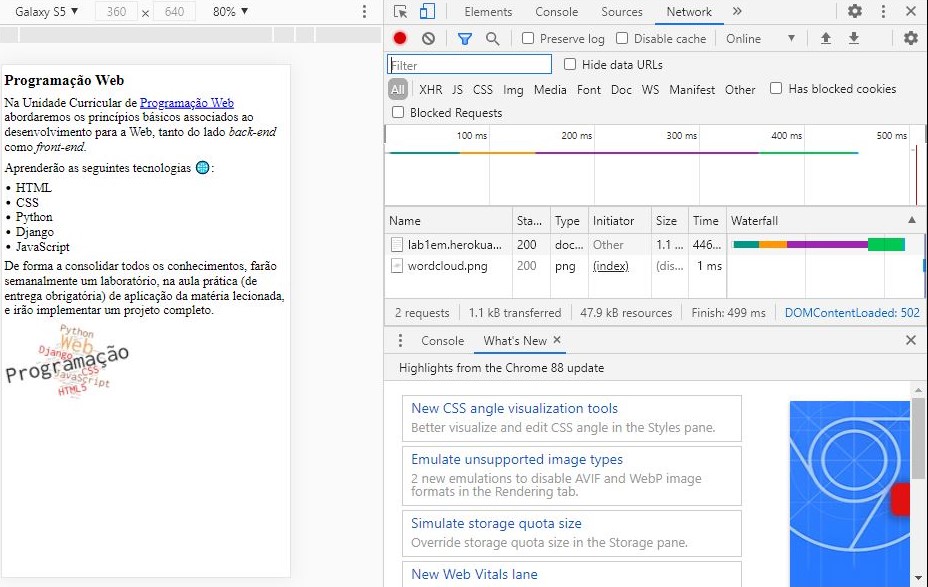 Galaxy S5 ▼ 360 x 640 80% ▼
Programação Web
Na Unidade Curricular de Programação Web
abordaremos os princípios básicos associados ao
desenvolvimento para a Web, tanto do lado back-end
como front-end.
Aprenderão as seguintes tecnologias 🌐:
• HTML
• CSS
• Python
• Django
• JavaScript
De forma a consolidar todos os conhecimentos, farão
semanalmente um laboratório, na aula prática (de
entrega obrigatória) de aplicação da matéria lecionada,
e irão implementar um projeto completo.
Python
Web
Django
Programação
CSS
JavaScript
HTML5
Elements Console Sources Network »
Preserve log Disable cache Online ▼
Filter Hide data URLs
All XHR JS CSS Img Media Font Doc WS Manifest Other Has blocked cookies
Blocked Requests
100 ms 200 ms 300 ms 400 ms 500 ms
Name Sta... Type Initiator Size Time Waterfall ▲
lab1em.herokua... 200 doc... Other 1.1 ... 446...
wordcloud.png 200 png (index) (dis... 1 ms
2 requests 1.1 kB transferred 47.9 kB resources Finish: 499 ms DOMContentLoaded: 502
Console What's New ×
Highlights from the Chrome 88 update
New CSS angle visualization tools
Better visualize and edit CSS angle in the Styles pane.
Emulate unsupported image types
2 new emulations to disable AVIF and WebP image
formats in the Rendering tab.
Simulate storage quota size
Override storage quota size in the Storage pane.
New Web Vitals lane